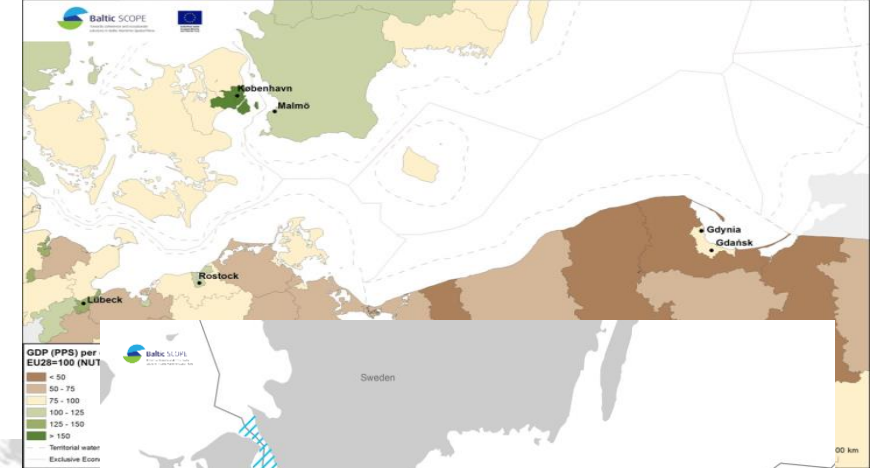 Baltic SCOPE
København
Malmö
Gdynia
Gdańsk
Rostock
Lübeck
GDP (PPS) per
EU28=100 (NUT
< 50
50 - 75
75 - 100
100 - 125
125 - 150
> 150
Territorial water
Exclusive Econ
00 km
Baltic SCOPE
Sweden